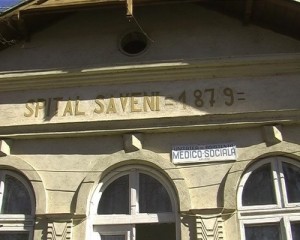 SPITAL SAVENI = 1879 =
MEDICO SOCIALA